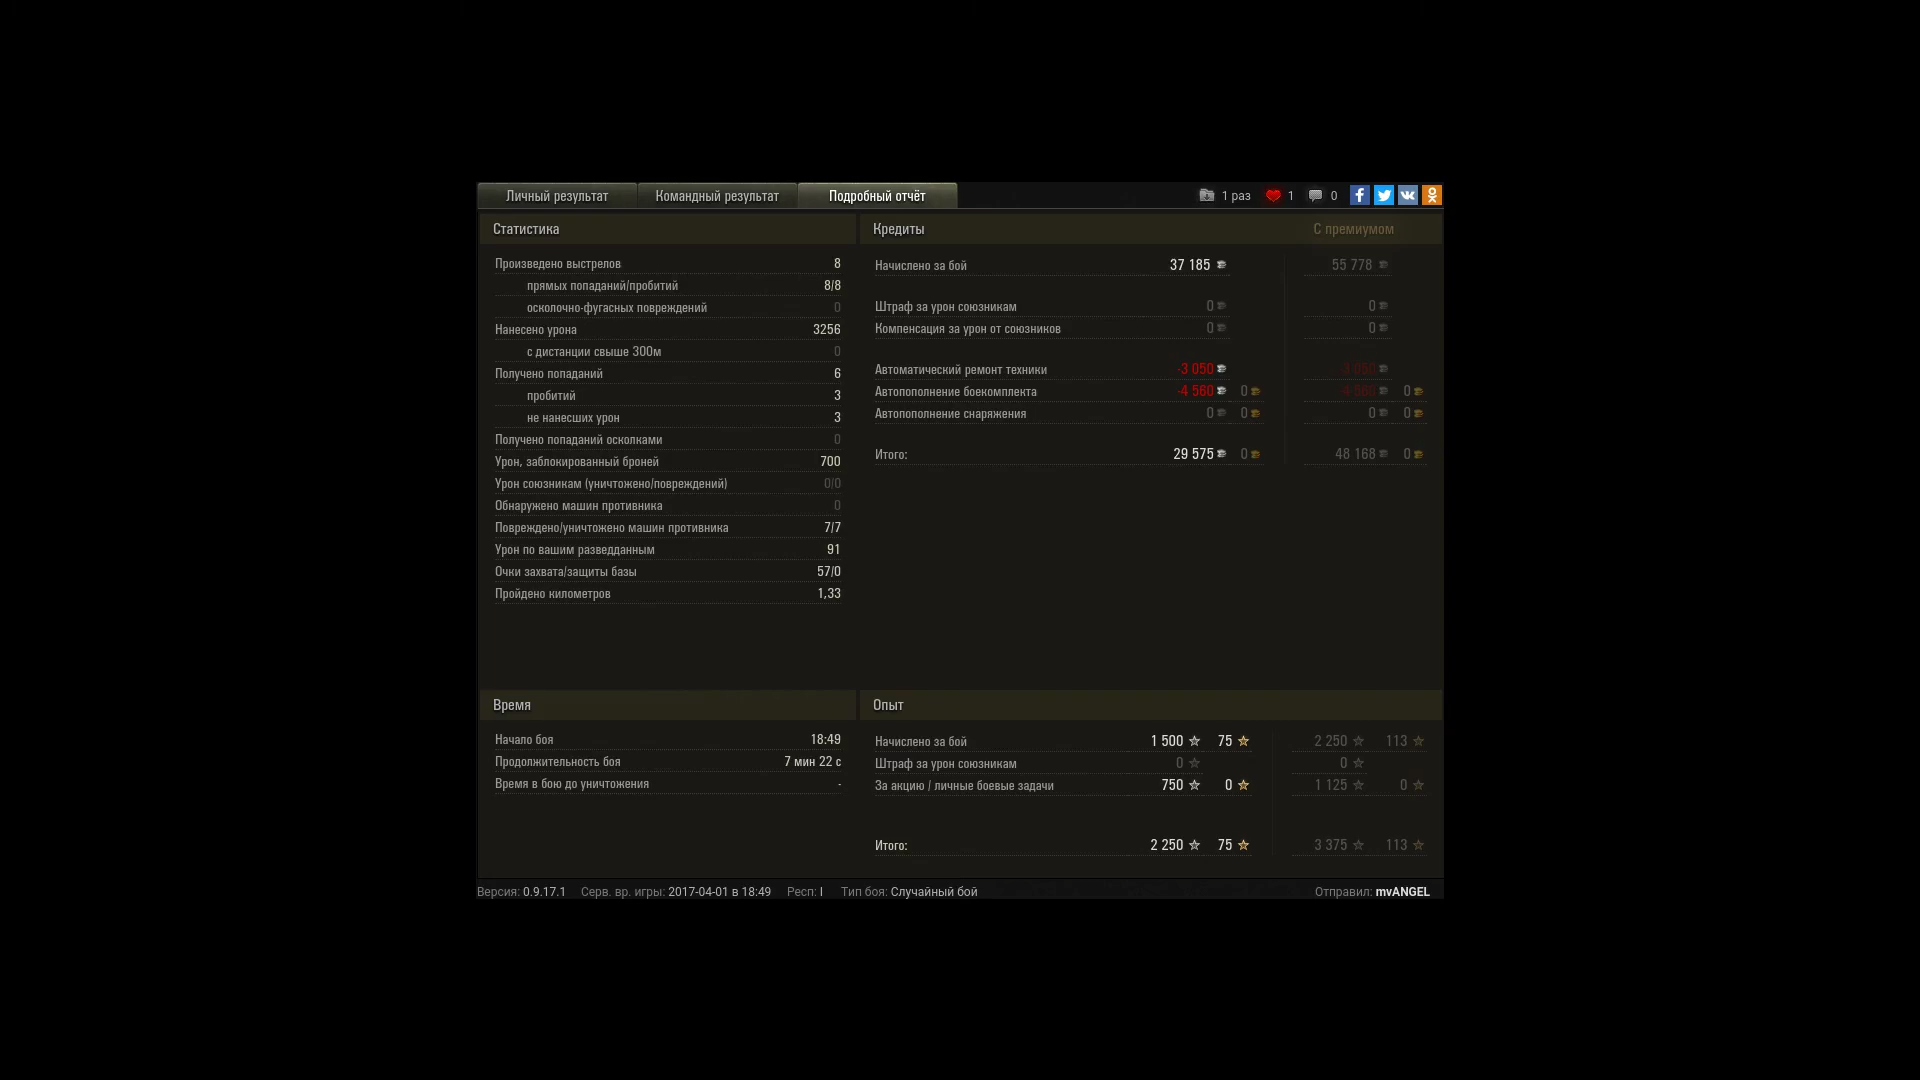 Личный результат Командный результат Подробный отчёт 1 раз 1 0
Статистика
Произведено выстрелов 8
прямых попаданий/пробитий 8/8
осколочно-фугасных повреждений 0
Нанесено урона 3256
с дистанции свыше 300м 0
Получено попаданий 6
пробитий 3
не нанесших урон 3
Получено попаданий осколками 0
Урон, заблокированный броней 700
Урон союзникам (уничтожено/повреждений) 0/0
Обнаружено машин противника 0
Повреждено/уничтожено машин противника 7/7
Урон по вашим разведданным 91
Очки захвата/защиты базы 57/0
Пройдено километров 1,33
Кредиты С премиумом
Начислено за бой 37 185 55 778
Штраф за урон союзникам 0 0
Компенсация за урон от союзников 0 0
Автоматический ремонт техники -3 050 -3 050
Автопополнение боекомплекта -4 560 0 -4 560 0
Автопополнение снаряжения 0 0 0 0
Итого: 29 575 0 48 168 0
Время
Начало боя 18:49
Продолжительность боя 7 мин 22 с
Время в бою до уничтожения -
Опыт
Начислено за бой 1 500 75 2 250 113
Штраф за урон союзникам 0 0
За акцию / личные боевые задачи 750 0 1 125 0
Итого: 2 250 75 3 375 113
Версия: 0.9.17.1 Серв. вр. игры: 2017-04-01 в 18:49 Респ: I Тип боя: Случайный бой Отправил: mvANGEL